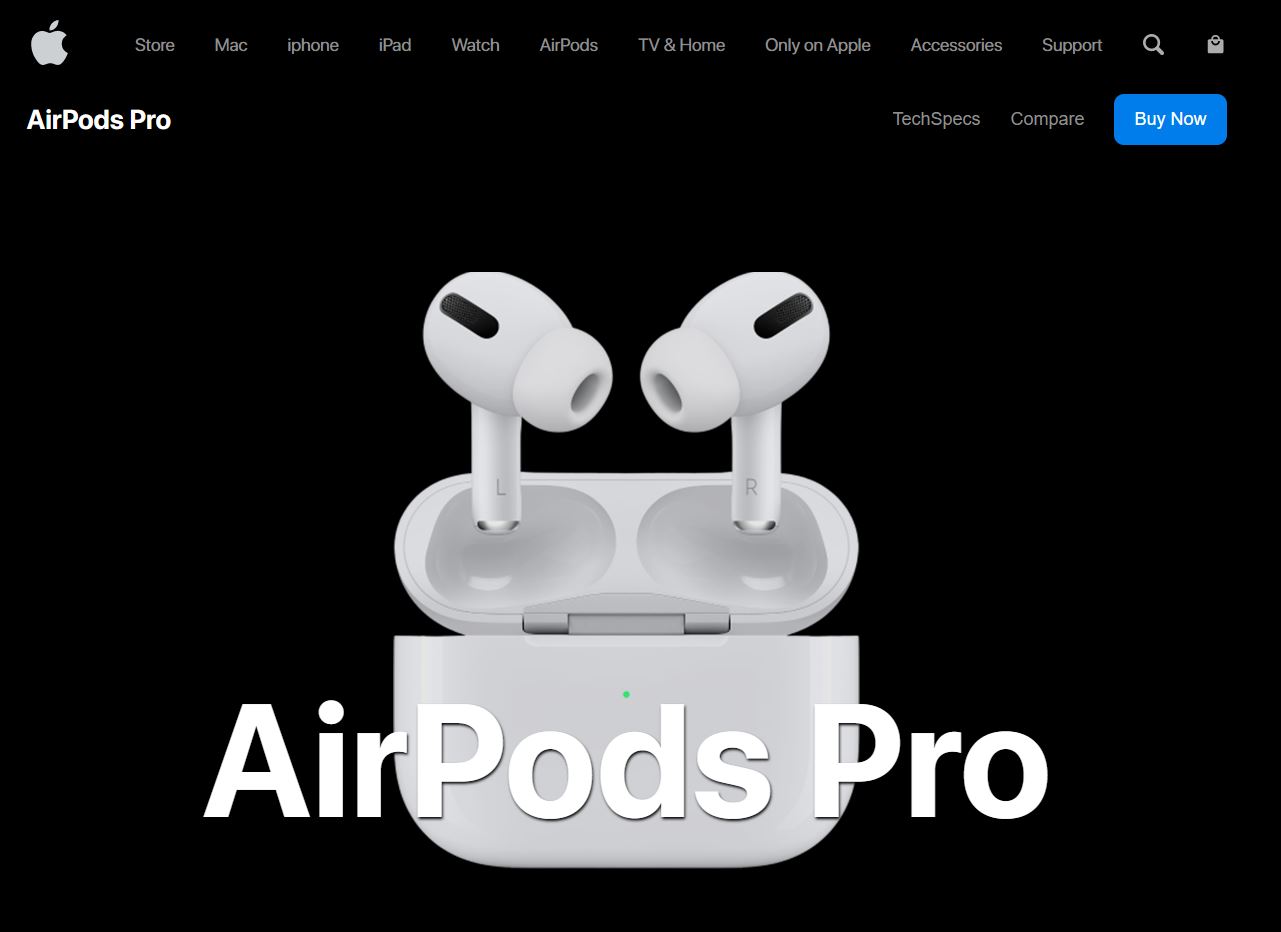 Store Mac iphone iPad Watch AirPods TV & Home Only on Apple Accessories Support
AirPods Pro TechSpecs Compare Buy Now
L R
AirPods Pro